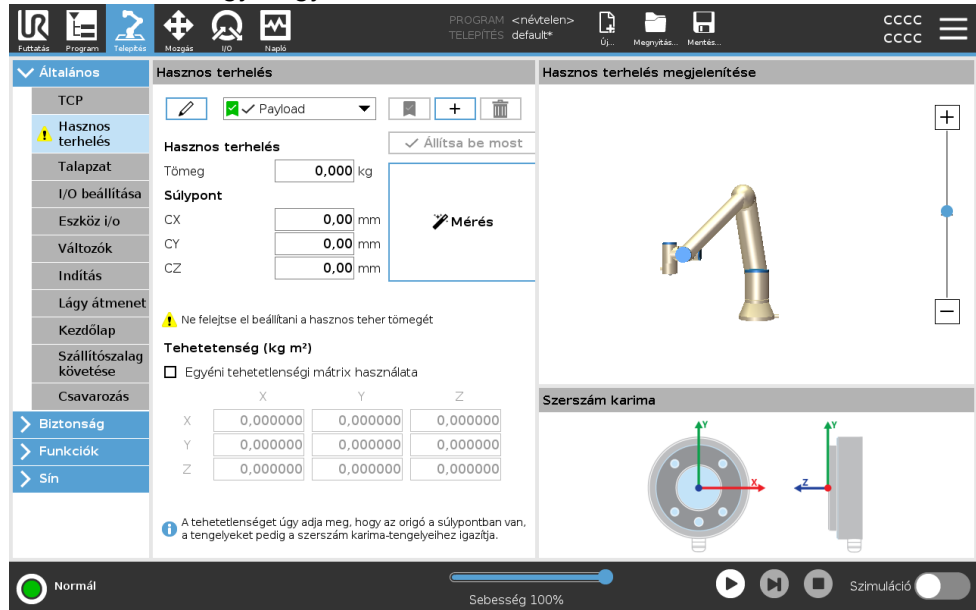 PROGRAM <névtelen>
TELEPÍTÉS default*
cccc
cccc
Futtatás Program Telepítés Mozgás I/O Napló
Új... Megnyitás... Mentés...
Általános
TCP
Hasznos
terhelés
Talapzat
I/O beállítása
Eszköz i/o
Változók
Indítás
Lágy átmenet
Kezdőlap
Szállítószalag
követése
Csavarozás
Biztonság
Funkciók
Sín
Hasznos terhelés
Payload
Hasznos terhelés
Állítsa be most
Tömeg 0,000 kg
Súlypont
CX 0,00 mm
CY 0,00 mm
CZ 0,00 mm
Mérés
Ne felejtse el beállítani a hasznos teher tömegét
Tehetetenség (kg m²)
Egyéni tehetetlenségi mátrix használata
X Y Z
X 0,000000 0,000000 0,000000
Y 0,000000 0,000000 0,000000
Z 0,000000 0,000000 0,000000
A tehetetlenséget úgy adja meg, hogy az origó a súlypontban van,
a tengelyeket pedig a szerszám karima-tengelyeihez igazítja.
Hasznos terhelés megjelenítése
Szerszám karima
Y Y
X Z
Normál
Sebesség 100%
Szimuláció